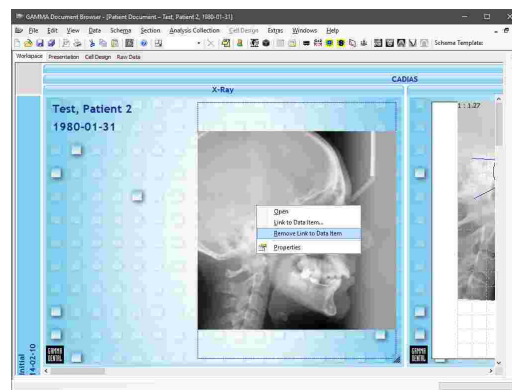 GAMMA Document Browser - [Patient Document - Test, Patient 2, 1980-01-31]
File Edit View Data Schema Section Analysis Collection Cell Design Extras Windows Help
Schema Template:
Workspace Presentation Cell Design Raw Data
CADIAS
X-Ray
Test, Patient 2
1980-01-31
1 : 1.27
Open
Link to Data Item...
Remove Link to Data Item
Properties
Initial
14-02-10
GAMMA
DENTAL
GAMMA
DENTAL